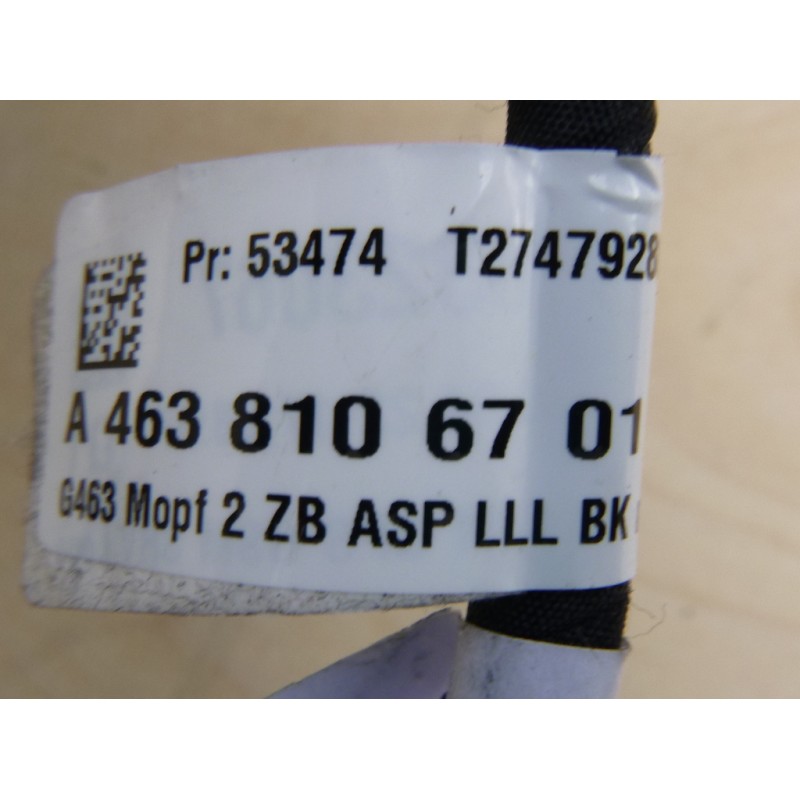 Pr: 53474 T2747928
A 463 810 67 01
G463 Mopf 2 ZB ASP LLL BK